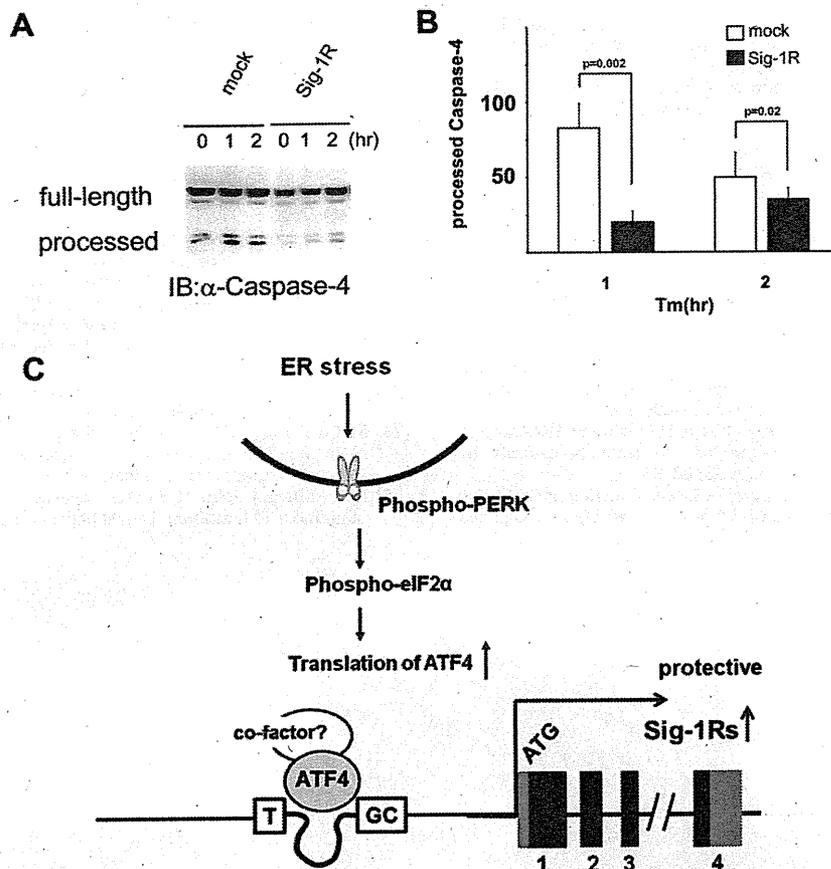 A
mock
Sig-1R
0 1 2 0 1 2 (hr)
full-length
processed
IB:α-Caspase-4
B
mock
Sig-1R
processed Caspase-4
100
50
p=0.002
p=0.02
1
2
Tm(hr)
C
ER stress
Phospho-PERK
Phospho-eIF2α
Translation of ATF4
protective
co-factor?
Sig-1Rs
ATG
ATF4
T
GC
1 2 3 4